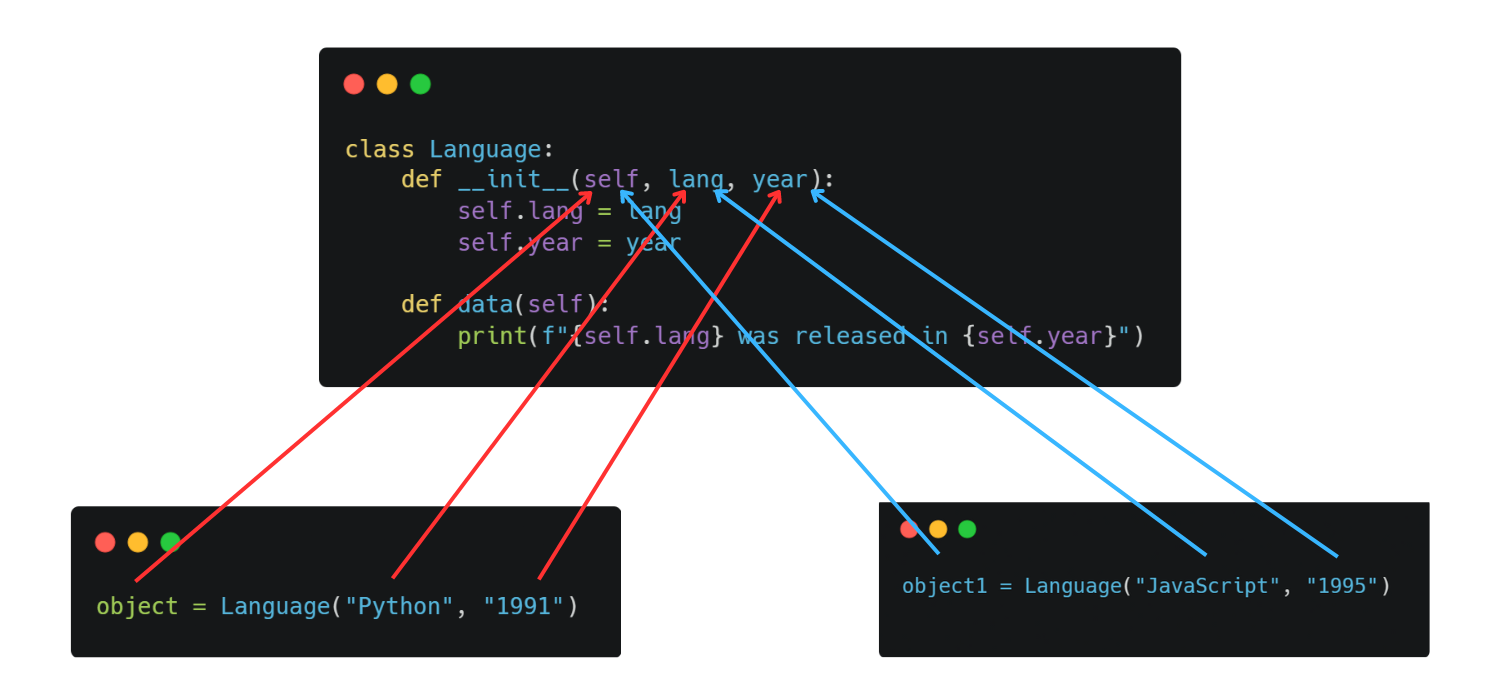 class Language:
    def __init__(self, lang, year):
        self.lang = lang
        self.year = year
    def data(self):
        print(f"{self.lang} was released in {self.year}")
object = Language("Python", "1991")
object1 = Language("JavaScript", "1995")